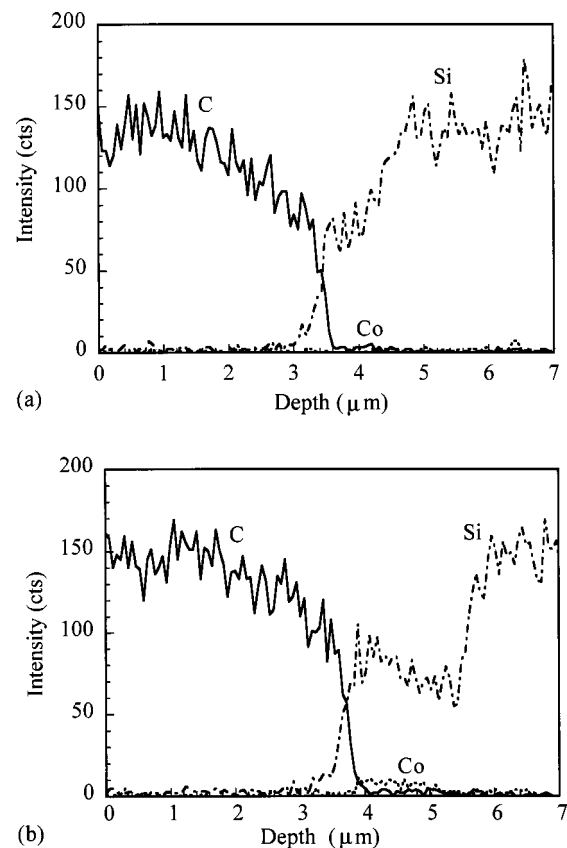 200
150
100
50
0
Intensity (cts)
C
Si
Co
0 1 2 3 4 5 6 7
Depth (μm)
(a)
200
150
100
50
0
Intensity (cts)
C
Si
Co
0 1 2 3 4 5 6 7
Depth (μm)
(b)